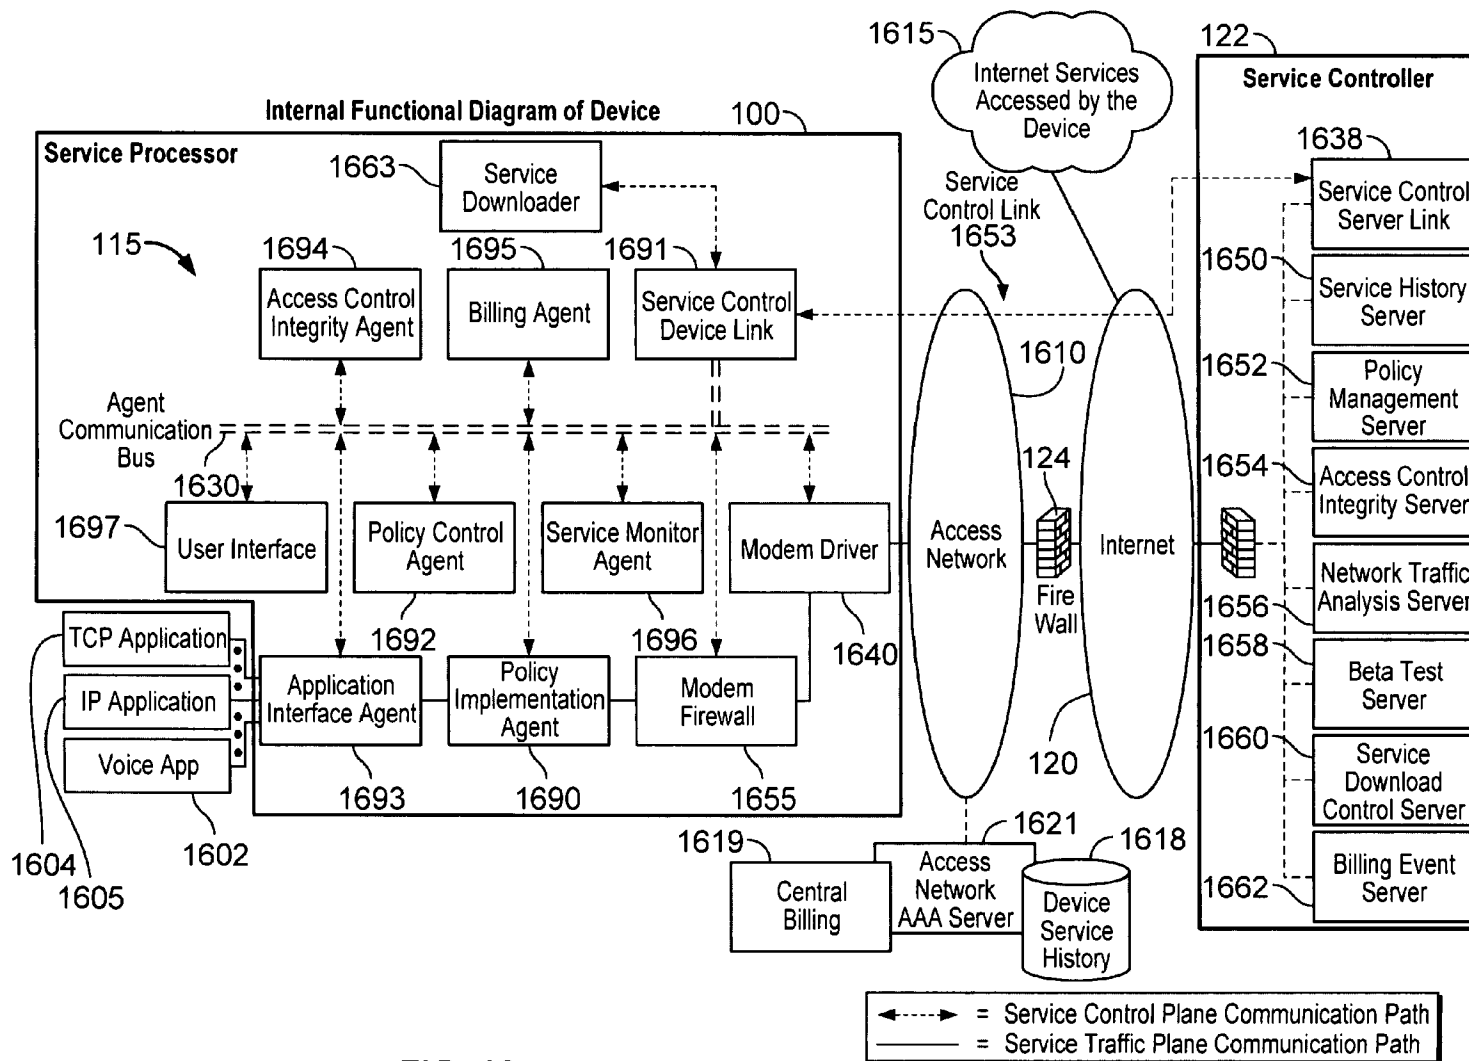 1615
122
Internet Services
Accessed by the
Device
Service Controller
Internal Functional Diagram of Device
100
Service Processor
1663
Service
Downloader
Service
Control Link
1653
1638
Service Control
Server Link
115
1694
Access Control
Integrity Agent
1695
Billing Agent
1691
Service Control
Device Link
1650
Service History
Server
1610
1652
Policy
Management
Server
Agent
Communication
Bus
1630
124
1654
Access Control
Integrity Server
1697
User Interface
Policy Control
Agent
Service Monitor
Agent
Modem Driver
Access
Network
Internet
Fire
Wall
Network Traffic
Analysis Server
1656
1692
1696
1640
TCP Application
IP Application
Voice App
Application
Interface Agent
Policy
Implementation
Agent
Modem
Firewall
1658
Beta Test
Server
1693
1690
1655
120
1660
Service
Download
Control Server
1604
1605
1602
1619
Central
Billing
1621
Access
Network
AAA Server
1618
Device
Service
History
1662
Billing Event
Server
= Service Control Plane Communication Path
= Service Traffic Plane Communication Path